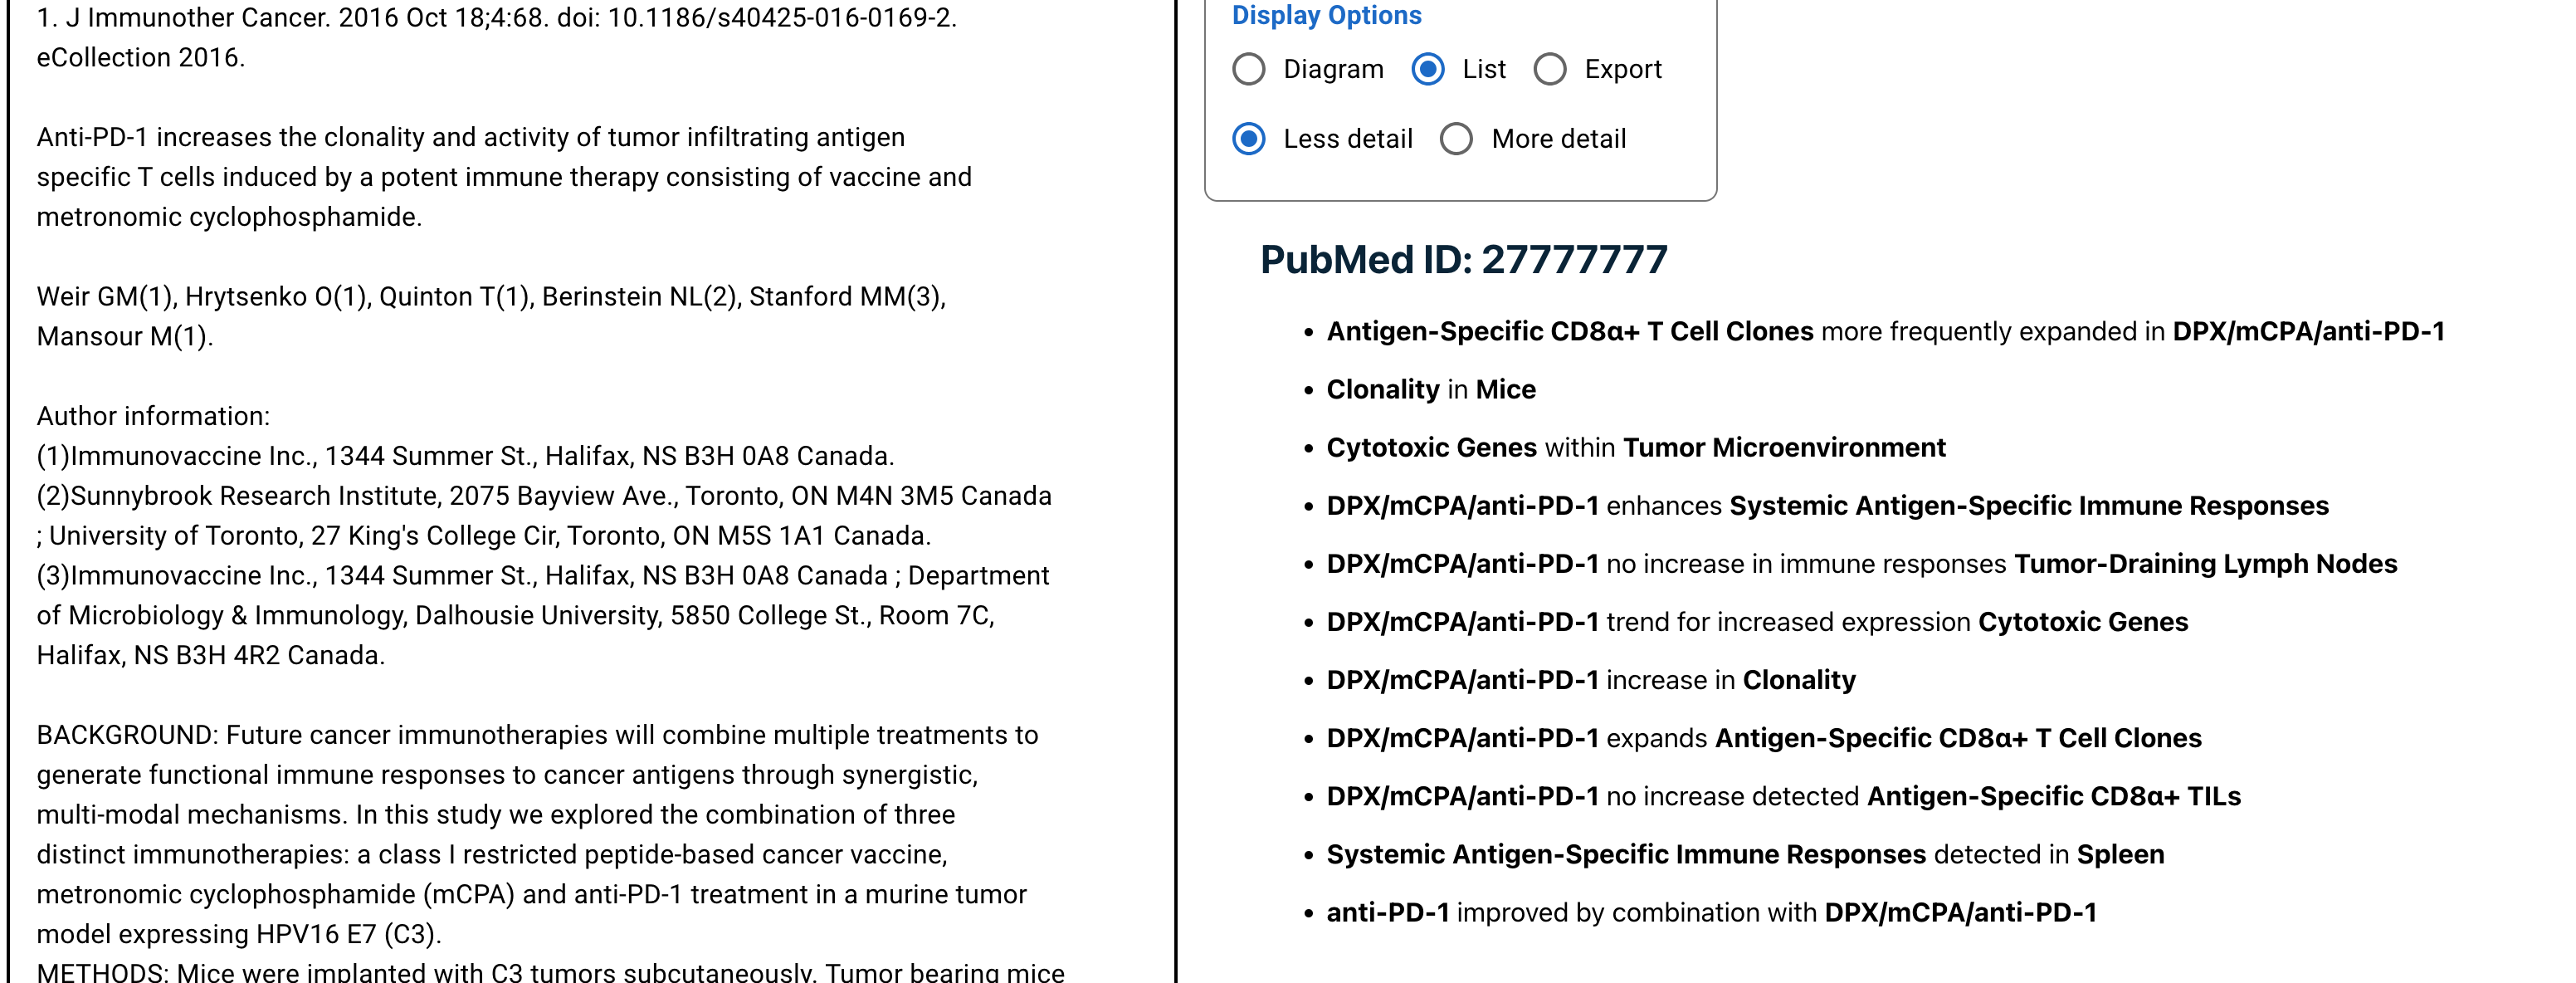 1. J Immunother Cancer. 2016 Oct 18;4:68. doi: 10.1186/s40425-016-0169-2.
eCollection 2016.
Anti-PD-1 increases the clonality and activity of tumor infiltrating antigen
specific T cells induced by a potent immune therapy consisting of vaccine and
metronomic cyclophosphamide.
Weir GM(1), Hrytsenko O(1), Quinton T(1), Berinstein NL(2), Stanford MM(3),
Mansour M(1).
Author information:
(1)Immunovaccine Inc., 1344 Summer St., Halifax, NS B3H 0A8 Canada.
(2)Sunnybrook Research Institute, 2075 Bayview Ave., Toronto, ON M4N 3M5 Canada
; University of Toronto, 27 King's College Cir, Toronto, ON M5S 1A1 Canada.
(3)Immunovaccine Inc., 1344 Summer St., Halifax, NS B3H 0A8 Canada ; Department
of Microbiology & Immunology, Dalhousie University, 5850 College St., Room 7C,
Halifax, NS B3H 4R2 Canada.
BACKGROUND: Future cancer immunotherapies will combine multiple treatments to
generate functional immune responses to cancer antigens through synergistic,
multi-modal mechanisms. In this study we explored the combination of three
distinct immunotherapies: a class I restricted peptide-based cancer vaccine,
metronomic cyclophosphamide (mCPA) and anti-PD-1 treatment in a murine tumor
model expressing HPV16 E7 (C3).
METHODS: Mice were implanted with C3 tumors subcutaneously. Tumor bearing mice
Display Options
Diagram List Export
Less detail More detail
PubMed ID: 27777777
• Antigen-Specific CD8α+ T Cell Clones more frequently expanded in DPX/mCPA/anti-PD-1
• Clonality in Mice
• Cytotoxic Genes within Tumor Microenvironment
• DPX/mCPA/anti-PD-1 enhances Systemic Antigen-Specific Immune Responses
• DPX/mCPA/anti-PD-1 no increase in immune responses Tumor-Draining Lymph Nodes
• DPX/mCPA/anti-PD-1 trend for increased expression Cytotoxic Genes
• DPX/mCPA/anti-PD-1 increase in Clonality
• DPX/mCPA/anti-PD-1 expands Antigen-Specific CD8α+ T Cell Clones
• DPX/mCPA/anti-PD-1 no increase detected Antigen-Specific CD8α+ TILs
• Systemic Antigen-Specific Immune Responses detected in Spleen
• anti-PD-1 improved by combination with DPX/mCPA/anti-PD-1